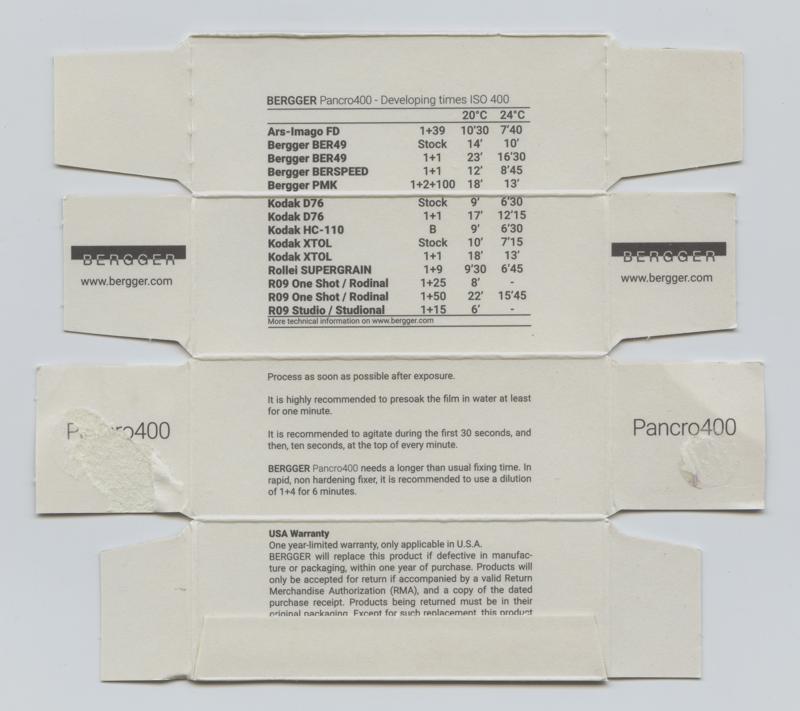 BERGGER Pancro400 - Developing times ISO 400
20°C 24°C
Ars-Imago FD 1+39 10'30 7'40
Bergger BER49 Stock 14' 10'
Bergger BER49 1+1 23' 16'30
Bergger BERSPEED 1+1 12' 8'45
Bergger PMK 1+2+100 18' 13'
Kodak D76 Stock 9' 6'30
Kodak D76 1+1 17' 12'15
Kodak HC-110 B 9' 6'30
Kodak XTOL Stock 10' 7'15
Kodak XTOL 1+1 18' 13'
Rollei SUPERGRAIN 1+9 9'30 6'45
R09 One Shot / Rodinal 1+25 8' -
R09 One Shot / Rodinal 1+50 22' 15'45
R09 Studio / Studional 1+15 6' -
More technical information on www.bergger.com
BERGGER
www.bergger.com
BERGGER
www.bergger.com
Process as soon as possible after exposure.
It is highly recommended to presoak the film in water at least
for one minute.
It is recommended to agitate during the first 30 seconds, and
then, ten seconds, at the top of every minute.
BERGGER Pancro400 needs a longer than usual fixing time. In
rapid, non hardening fixer, it is recommended to use a dilution
of 1+4 for 6 minutes.
Pancro400
Pancro400
USA Warranty
One year-limited warranty, only applicable in U.S.A.
BERGGER will replace this product if defective in manufac-
ture or packaging, within one year of purchase. Products will
only be accepted for return if accompanied by a valid Return
Merchandise Authorization (RMA), and a copy of the dated
purchase receipt. Products being returned must be in their
original packaging. Except for such replacement, this product